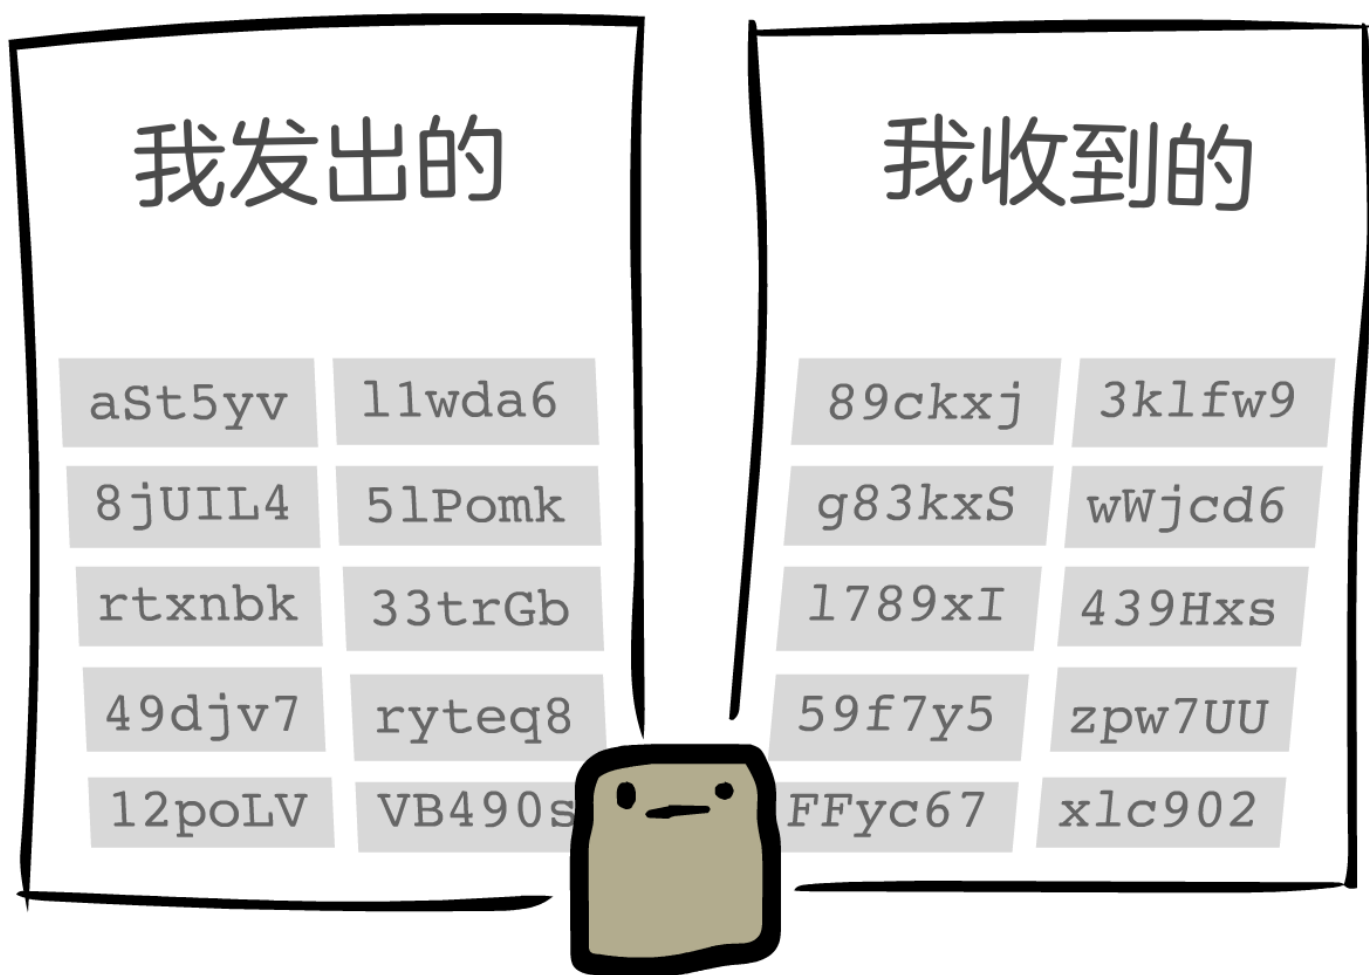 我发出的
aSt5yv l1wda6
8jUIL4 5lPomk
rtxnbk 33trGb
49djv7 ryteq8
12poLV VB490s
我收到的
89ckxj 3klfw9
g83kxS wWjcd6
l789xI 439Hxs
59f7y5 zpw7UU
FFyc67 xlc902